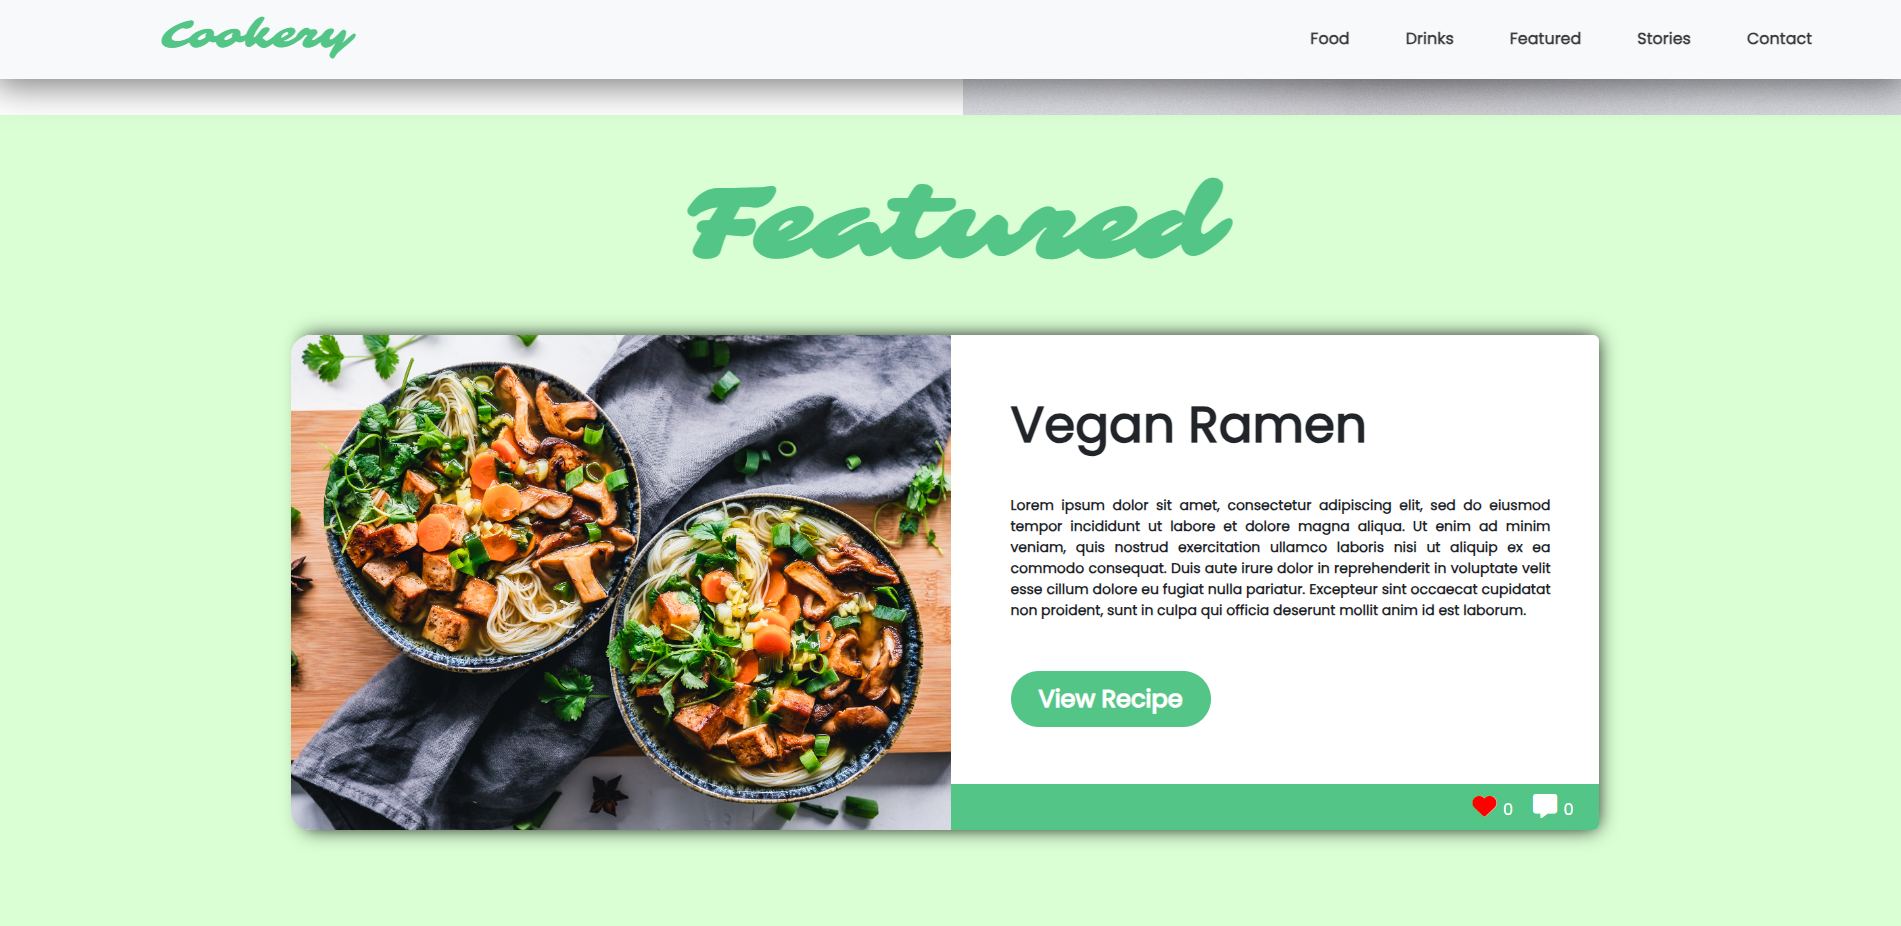 Cookery
Food Drinks Featured Stories Contact
Featured
Vegan Ramen
Lorem ipsum dolor sit amet, consectetur adipiscing elit, sed do eiusmod
tempor incididunt ut labore et dolore magna aliqua. Ut enim ad minim
veniam, quis nostrud exercitation ullamco laboris nisi ut aliquip ex ea
commodo consequat. Duis aute irure dolor in reprehenderit in voluptate velit
esse cillum dolore eu fugiat nulla pariatur. Excepteur sint occaecat cupidatat
non proident, sunt in culpa qui officia deserunt mollit anim id est laborum.
View Recipe
0 0